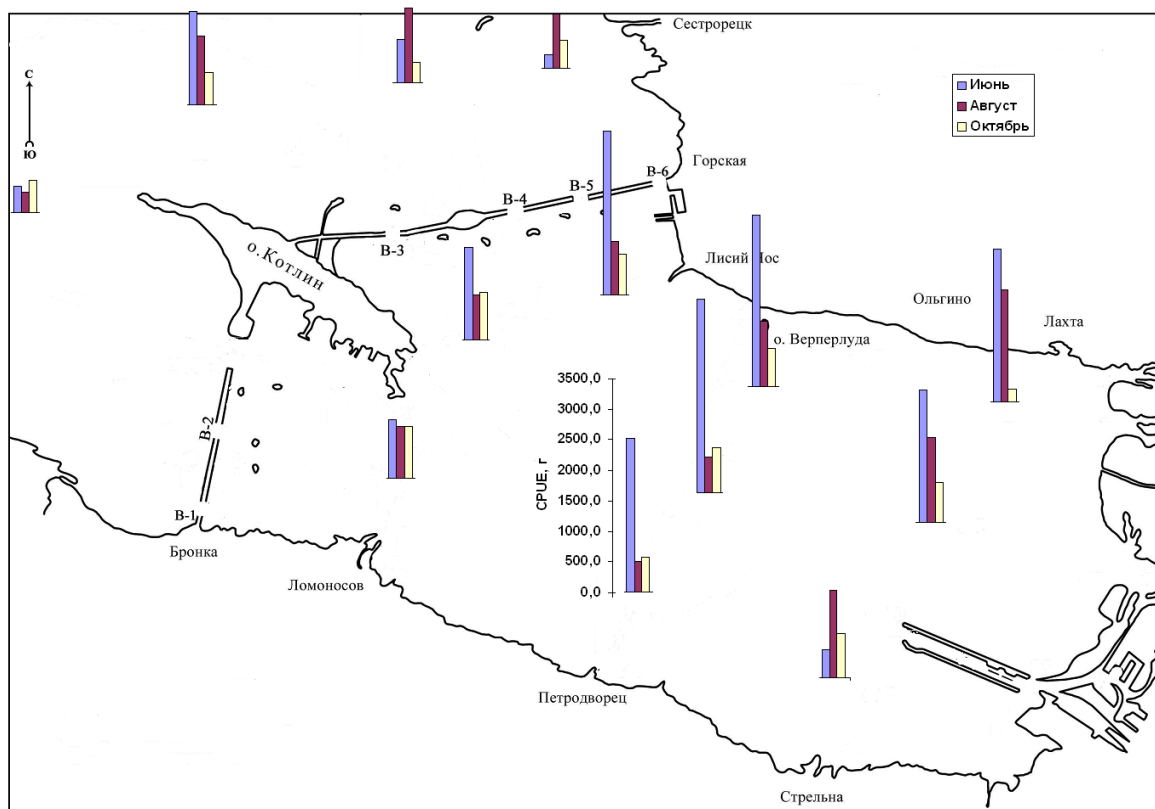 Сестрорецк
С
Ю
Июнь
Август
Октябрь
Горская
В-6
В-5
В-4
В-3
о. Котлин
Лисий Нос
Ольгино
Лахта
о. Верперлуда
В-2
В-1
Бронка
Ломоносов
CPUE, г
3500,0
3000,0
2500,0
2000,0
1500,0
1000,0
500,0
0,0
Петродворец
Стрельна